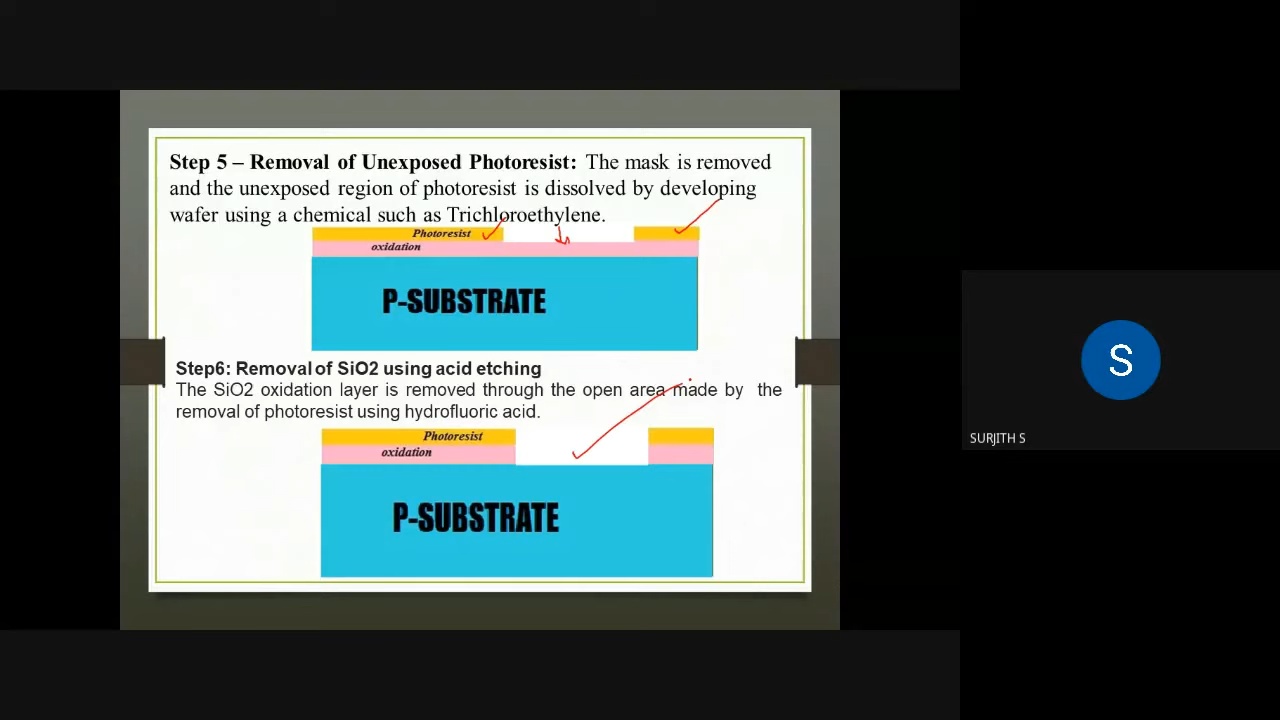 Step 5 – Removal of Unexposed Photoresist: The mask is removed
and the unexposed region of photoresist is dissolved by developing
wafer using a chemical such as Trichloroethylene.
Photoresist
oxidation
P-SUBSTRATE
Step6: Removal of SiO2 using acid etching
The SiO2 oxidation layer is removed through the open area made by the
removal of photoresist using hydrofluoric acid.
Photoresist
oxidation
P-SUBSTRATE
S
SURJITH S